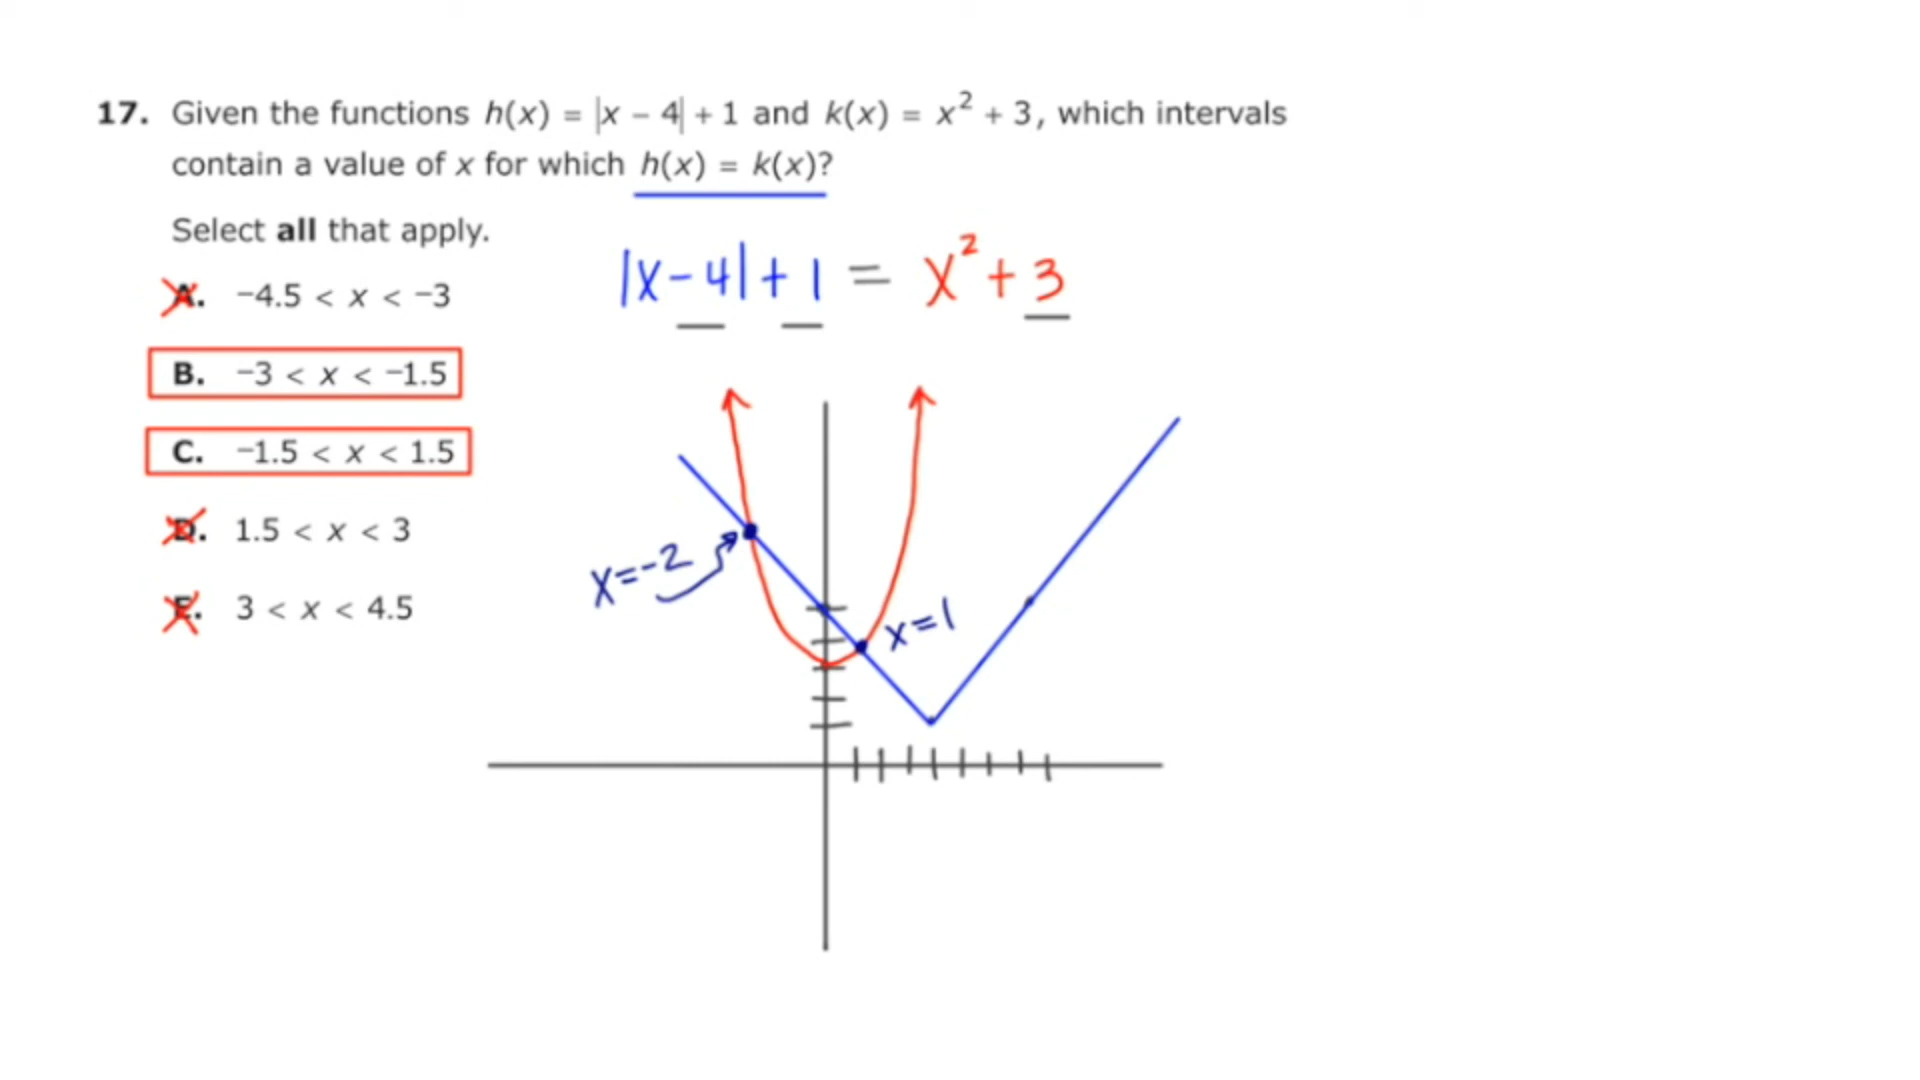 17. Given the functions h(x) = |x − 4| + 1 and k(x) = x² + 3, which intervals
contain a value of x for which h(x) = k(x)?
Select all that apply.
|x − 4| + 1 = x² + 3
A. −4.5 < x < −3
B. −3 < x < −1.5
C. −1.5 < x < 1.5
D. 1.5 < x < 3
E. 3 < x < 4.5
x=-2
x=1